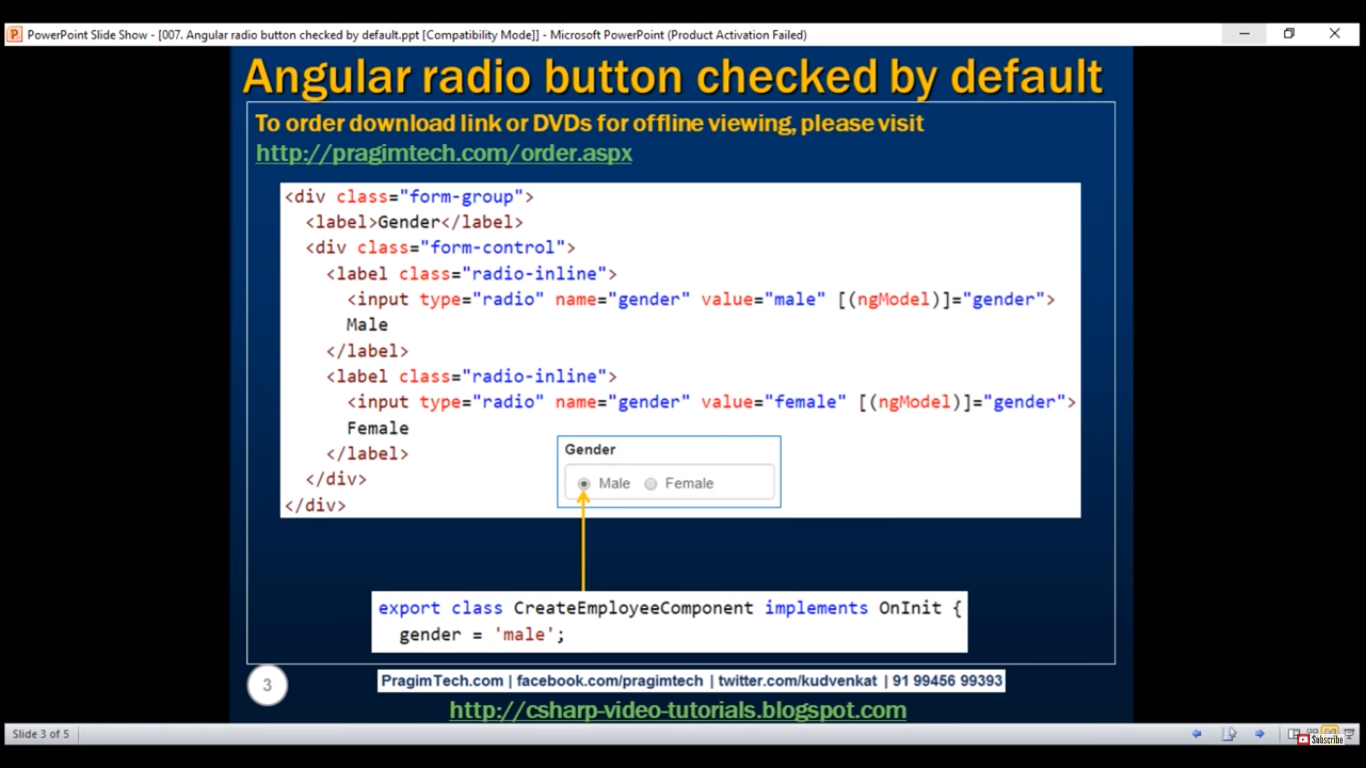 PowerPoint Slide Show - [007. Angular radio button checked by default.ppt [Compatibility Mode]] - Microsoft PowerPoint (Product Activation Failed)
Angular radio button checked by default
To order download link or DVDs for offline viewing, please visit
http://pragimtech.com/order.aspx
<div class="form-group">
<label>Gender</label>
<div class="form-control">
<label class="radio-inline">
<input type="radio" name="gender" value="male" [(ngModel)]="gender">
Male
</label>
<label class="radio-inline">
<input type="radio" name="gender" value="female" [(ngModel)]="gender">
Female
</label>
</div>
</div>
Gender
Male Female
export class CreateEmployeeComponent implements OnInit {
gender = 'male';
3
PragimTech.com | facebook.com/pragimtech | twitter.com/kudvenkat | 91 99456 99393
http://csharp-video-tutorials.blogspot.com
Slide 3 of 5
Subscribe